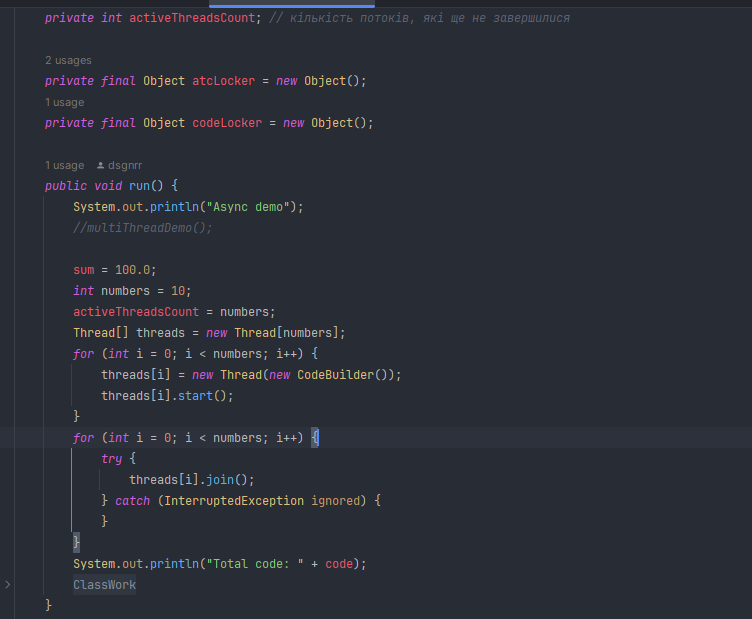 private int activeThreadsCount; // кількість потоків, які ще не завершилися
2 usages
private final Object atcLocker = new Object();
1 usage
private final Object codeLocker = new Object();
1 usage dsgnrr
public void run() {
System.out.println("Async demo");
//multiThreadDemo();
sum = 100.0;
int numbers = 10;
activeThreadsCount = numbers;
Thread[] threads = new Thread[numbers];
for (int i = 0; i < numbers; i++) {
threads[i] = new Thread(new CodeBuilder());
threads[i].start();
}
for (int i = 0; i < numbers; i++) {
try {
threads[i].join();
} catch (InterruptedException ignored) {
}
}
System.out.println("Total code: " + code);
ClassWork
}